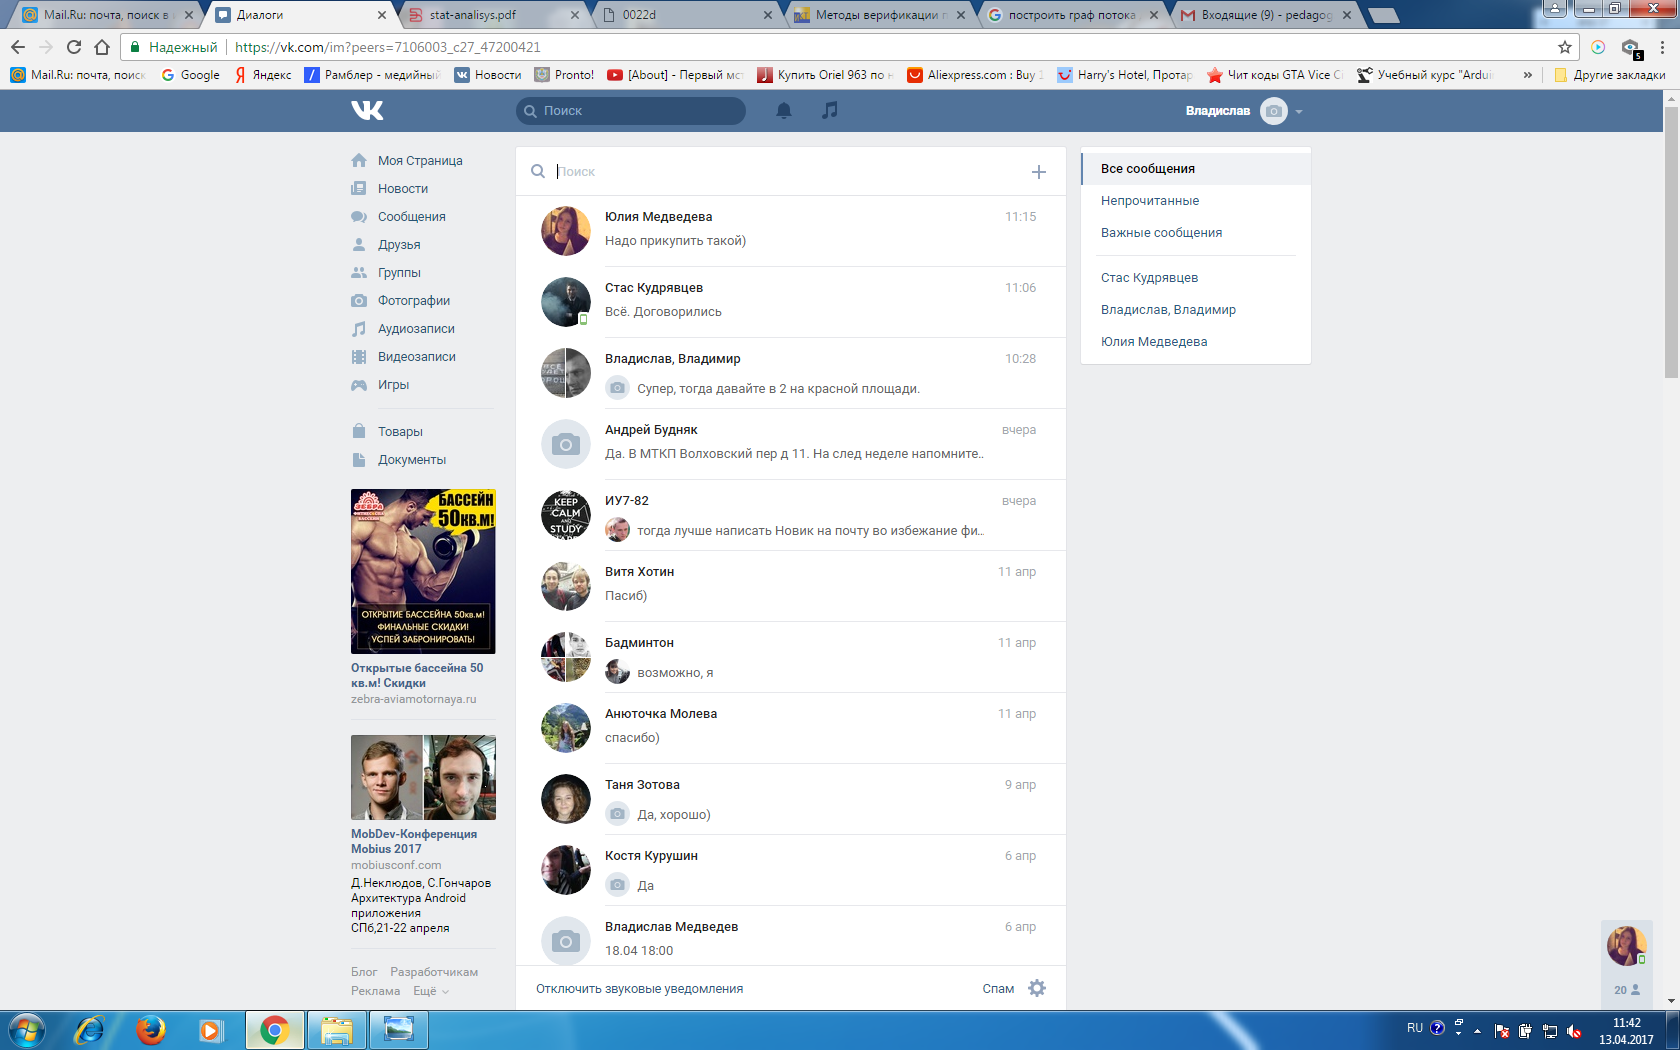 Mail.Ru: почта, поиск в
Диалоги
stat-analisys.pdf
0022d
Методы верификации
построить граф потока
Входящие (9) - pedagog
Надежный
https://vk.com/im?peers=7106003_c27_47200421
Mail.Ru: почта, поиск
Google
Яндекс
Рамблер - медийный
Новости
Pronto!
[About] - Первый
Купить Oriel 963 по
Aliexpress.com : Buy
Harry's Hotel, Протар
Чит коды GTA Vice
Учебный курс "Ardui
»
Другие закладки
Поиск
Владислав
Моя Страница
Новости
Сообщения
Друзья
Группы
Фотографии
Аудиозаписи
Видеозаписи
Игры
Товары
Документы
ЗЕБРА
БАССЕЙН
50КВ.М!
ОТКРЫТИЕ БАССЕЙНА 50КВ.М!
ФИНАЛЬНЫЕ СКИДКИ!
УСПЕЙ ЗАБРОНИРОВАТЬ!
Открытые бассейна 50
кв.м! Скидки
zebra-aviamotornaya.ru
MobDev-Конференция
Mobius 2017
mobiusconf.com
Д.Неклюдов, С.Гончаров
Архитектура Android
приложения
СПб,21-22 апреля
Блог Разработчикам
Реклама Ещё
Поиск
Юлия Медведева 11:15
Надо прикупить такой)
Стас Кудрявцев 11:06
Всё. Договорились
Владислав, Владимир 10:28
Супер, тогда давайте в 2 на красной площади.
Андрей Будняк вчера
Да. В МТКП Волховский пер д 11. На след неделе напомните..
KEEP
CALM
AND
STUDY
ИУ7-82 вчера
тогда лучше написать Новик на почту во избежание фи..
Витя Хотин 11 апр
Пасиб)
Бадминтон 11 апр
возможно, я
Анюточка Молева 11 апр
спасибо)
Таня Зотова 9 апр
Да, хорошо)
Костя Курушин 6 апр
Да
Владислав Медведев 6 апр
18.04 18:00
Отключить звуковые уведомления Спам
Все сообщения
Непрочитанные
Важные сообщения
Стас Кудрявцев
Владислав, Владимир
Юлия Медведева
20
RU
11:42
13.04.2017